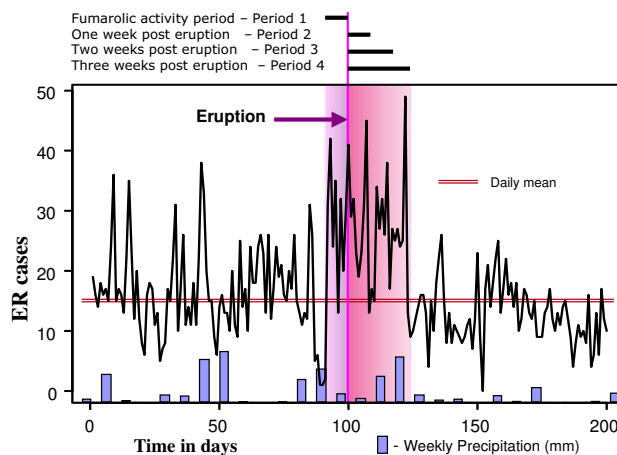 Fumarolic activity period – Period 1
One week post eruption – Period 2
Two weeks post eruption – Period 3
Three weeks post eruption – Period 4
50
40
30
20
10
0
ER cases
Eruption
Daily mean
0
50
100
150
200
Time in days
- Weekly Precipitation (mm)